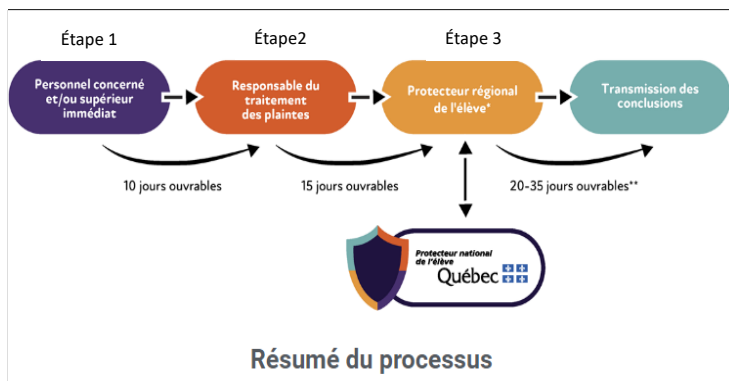 Étape 1
Étape2
Étape 3
Personnel concerné
et/ou supérieur
immédiat
Responsable du
traitement
des plaintes
Protecteur régional
de l'élève*
Transmission des
conclusions
10 jours ouvrables
15 jours ouvrables
20-35 jours ouvrables**
Protecteur national
de l'élève
Québec
Résumé du processus